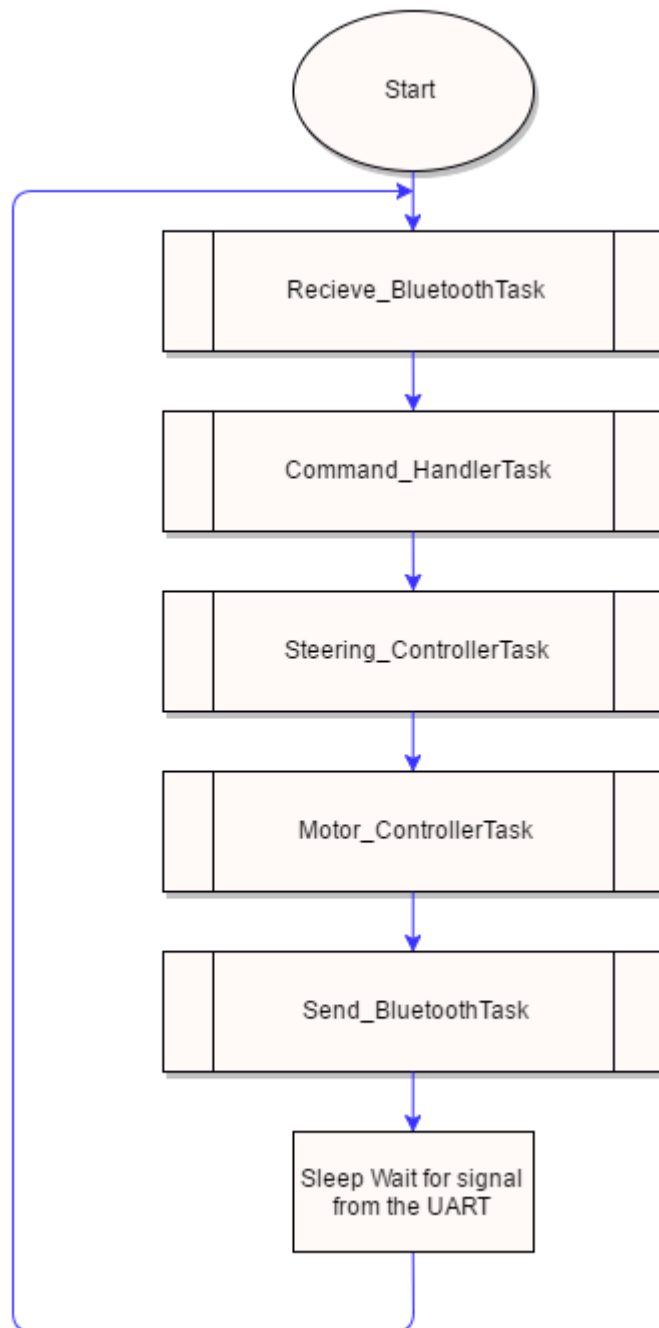 Start
Recieve_BluetoothTask
Command_HandlerTask
Steering_ControllerTask
Motor_ControllerTask
Send_BluetoothTask
Sleep Wait for signal
from the UART